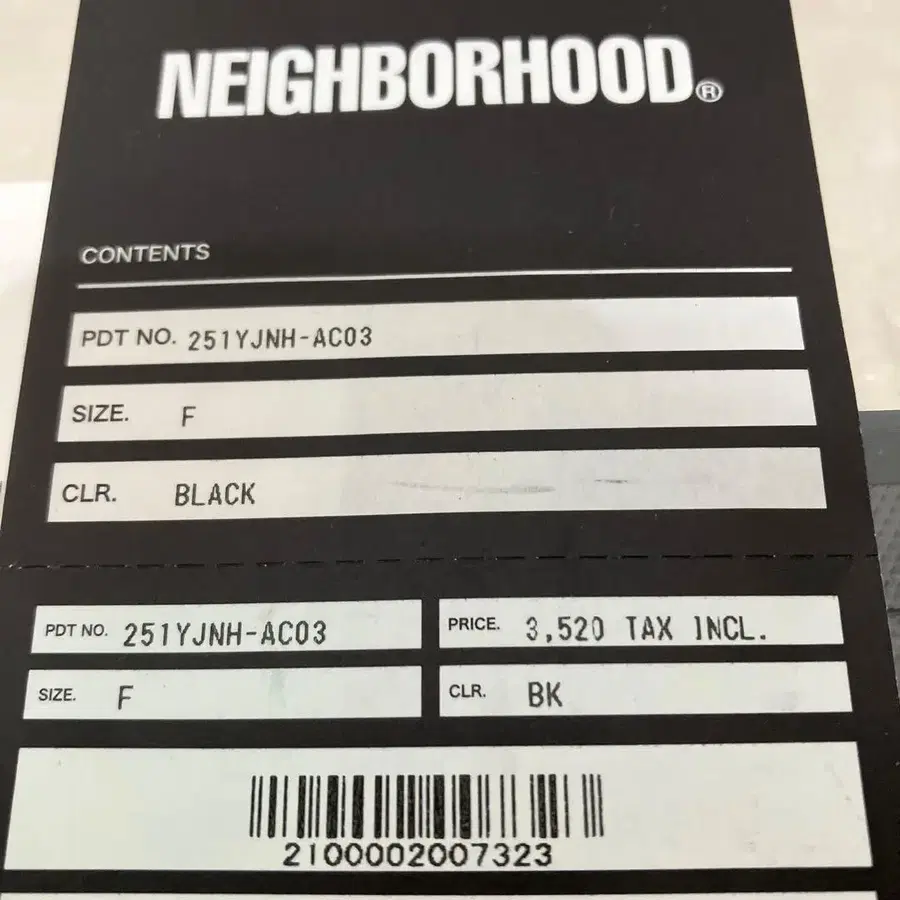 NEIGHBORHOOD®
CONTENTS
PDT NO. 251YJNH-AC03
SIZE. F
CLR. BLACK
PDT NO. 251YJNH-AC03
PRICE. 3,520 TAX INCL.
SIZE. F
CLR. BK
2100002007323